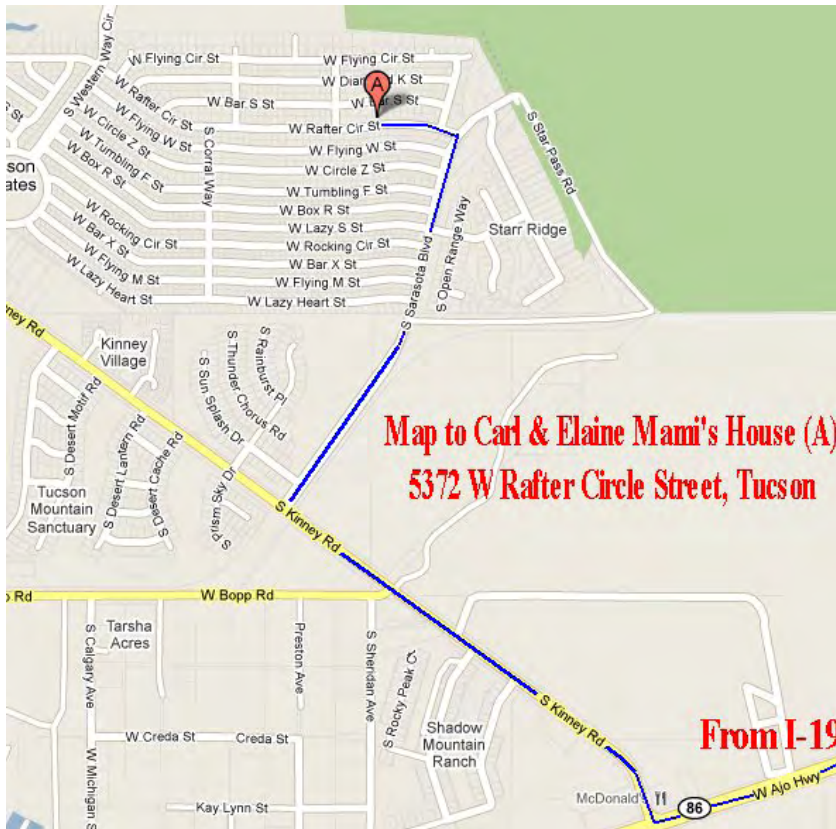 W Flying Cir St
W Flying Cir St
W Diamond K St
A
S Western Way Cir
W Rafter Cir St
W Bar S St
W Bar S St
W Flying W St
W Rafter Cir St
S Star Pass Rd
W Circle Z St
S Corral Way
W Flying W St
W Tumbling F St
W Circle Z St
W Box R St
W Tumbling F St
son
ates
W Box R St
S Open Range Way
W Rocking Cir St
W Lazy S St
Starr Ridge
W Bar X St
W Rocking Cir St
W Flying M St
W Bar X St
S Sarasota Blvd
W Lazy Heart St
W Flying M St
W Lazy Heart St
ney Rd
Kinney
Village
S Rainburst Pl
S Thunder Chorus Rd
S Sun Splash Dr
S Desert Motif Rd
Map to Carl & Elaine Mami's House (A)
5372 W Rafter Circle Street, Tucson
S Desert Lantern Rd
S Desert Cache Rd
S Prism Sky Dr
Tucson
Mountain
Sanctuary
S Kinney Rd
o Rd
W Bopp Rd
Tarsha
Acres
S Calgary Ave
Preston Ave
S Sheridan Ave
S Rocky Peak C
S Kinney Rd
Shadow
Mountain
Ranch
From I-19
W Creda St
Creda St
W Michigan S
McDonald's
86
W Ajo Hwy
Kay Lynn St